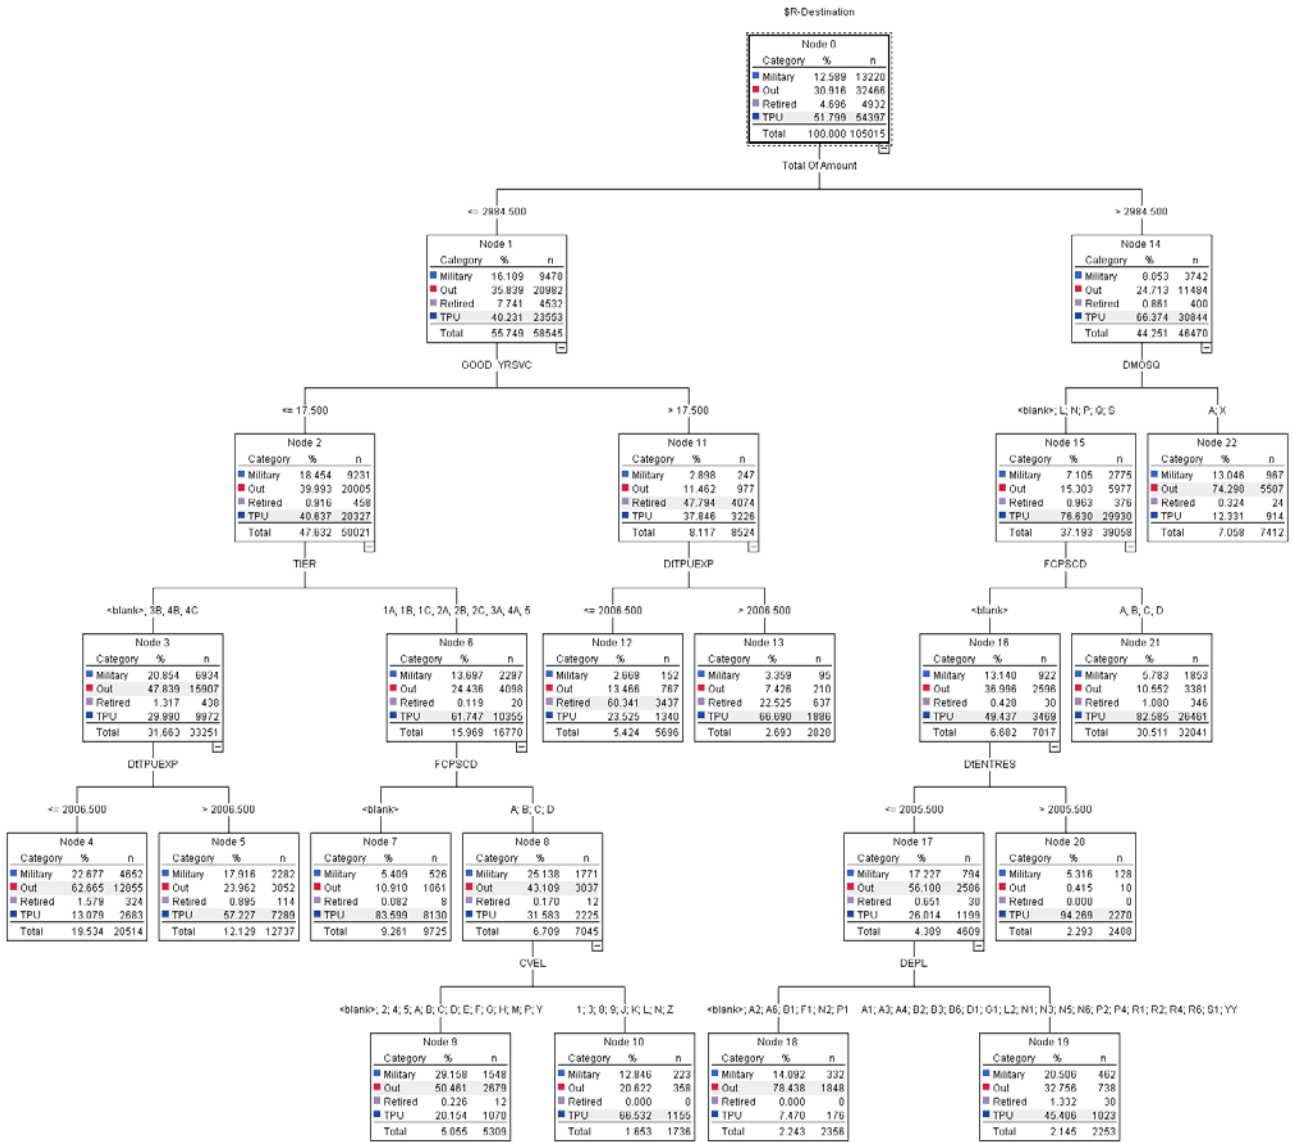 $R-Destination
Node 0
Category % n
Military 12.589 13220
Out 30.916 32466
Retired 4.696 4932
TPU 51.799 54397
Total 100.000 105015
Total Of Amount
<= 2984.500
> 2984.500
Node 1
Category % n
Military 16.189 9478
Out 35.839 20982
Retired 7.741 4532
TPU 40.231 23553
Total 55.749 58545
GOOD_YRSVC
Node 14
Category % n
Military 8.053 3742
Out 24.713 11484
Retired 0.861 400
TPU 66.374 30844
Total 44.251 46470
DMOSQ
<= 17.500
> 17.500
<blank>; L; N; P; Q; S
A; X
Node 2
Category % n
Military 18.454 9231
Out 39.993 20005
Retired 0.916 458
TPU 40.637 20327
Total 47.632 50021
TIER
Node 11
Category % n
Military 2.898 247
Out 11.462 977
Retired 47.794 4074
TPU 37.846 3226
Total 8.117 8524
DtTPUEXP
Node 15
Category % n
Military 7.105 2775
Out 15.303 5977
Retired 0.963 376
TPU 76.630 29930
Total 37.193 39058
FCPSCD
Node 22
Category % n
Military 13.046 967
Out 74.298 5507
Retired 0.324 24
TPU 12.331 914
Total 7.058 7412
<blank>; 3B; 4B; 4C
1A; 1B; 1C; 2A; 2B; 2C; 3A; 4A; 5
<= 2006.500
> 2006.500
<blank>
A; B; C; D
Node 3
Category % n
Military 20.854 6934
Out 47.839 15907
Retired 1.317 438
TPU 29.990 9972
Total 31.663 33251
DtTPUEXP
Node 6
Category % n
Military 13.697 2297
Out 24.436 4098
Retired 0.119 20
TPU 61.747 10355
Total 15.969 16770
FCPSCD
Node 12
Category % n
Military 2.669 152
Out 13.466 767
Retired 60.341 3437
TPU 23.525 1340
Total 5.424 5696
Node 13
Category % n
Military 3.359 95
Out 7.426 210
Retired 22.525 637
TPU 66.690 1886
Total 2.693 2828
Node 16
Category % n
Military 13.140 922
Out 36.996 2596
Retired 0.428 30
TPU 49.437 3469
Total 6.682 7017
DtENTRES
Node 21
Category % n
Military 5.783 1853
Out 10.552 3381
Retired 1.080 346
TPU 82.585 26461
Total 30.511 32041
<= 2006.500
> 2006.500
<blank>
A; B; C; D
<= 2005.500
> 2005.500
Node 4
Category % n
Military 22.677 4652
Out 62.665 12855
Retired 1.579 324
TPU 13.079 2683
Total 19.534 20514
Node 5
Category % n
Military 17.916 2282
Out 23.962 3052
Retired 0.895 114
TPU 57.227 7289
Total 12.129 12737
Node 7
Category % n
Military 5.409 526
Out 10.910 1061
Retired 0.082 8
TPU 83.599 8130
Total 9.261 9725
Node 8
Category % n
Military 25.138 1771
Out 43.109 3037
Retired 0.170 12
TPU 31.583 2225
Total 6.709 7045
CVEL
Node 17
Category % n
Military 17.227 794
Out 56.108 2586
Retired 0.651 30
TPU 26.014 1199
Total 4.389 4609
DEPL
Node 20
Category % n
Military 5.316 128
Out 0.415 10
Retired 0.000 0
TPU 94.269 2270
Total 2.293 2408
<blank>; 2; 4; 5; A; B; C; D; E; F; G; H; M; P; Y
1; 3; 8; 9; J; K; L; N; Z
<blank>; A2; A6; B1; F1; N2; P1
A1; A3; A4; B2; B3; B6; D1; G1; L2; N1; N3; N5; N6; P2; P4; R1; R2; R4; R6; S1; YY
Node 9
Category % n
Military 29.158 1548
Out 50.461 2679
Retired 0.226 12
TPU 20.154 1070
Total 5.055 5309
Node 10
Category % n
Military 12.846 223
Out 20.622 358
Retired 0.000 0
TPU 66.532 1155
Total 1.653 1736
Node 18
Category % n
Military 14.092 332
Out 78.438 1848
Retired 0.000 0
TPU 7.470 176
Total 2.243 2356
Node 19
Category % n
Military 20.506 462
Out 32.756 738
Retired 1.332 30
TPU 45.406 1023
Total 2.145 2253